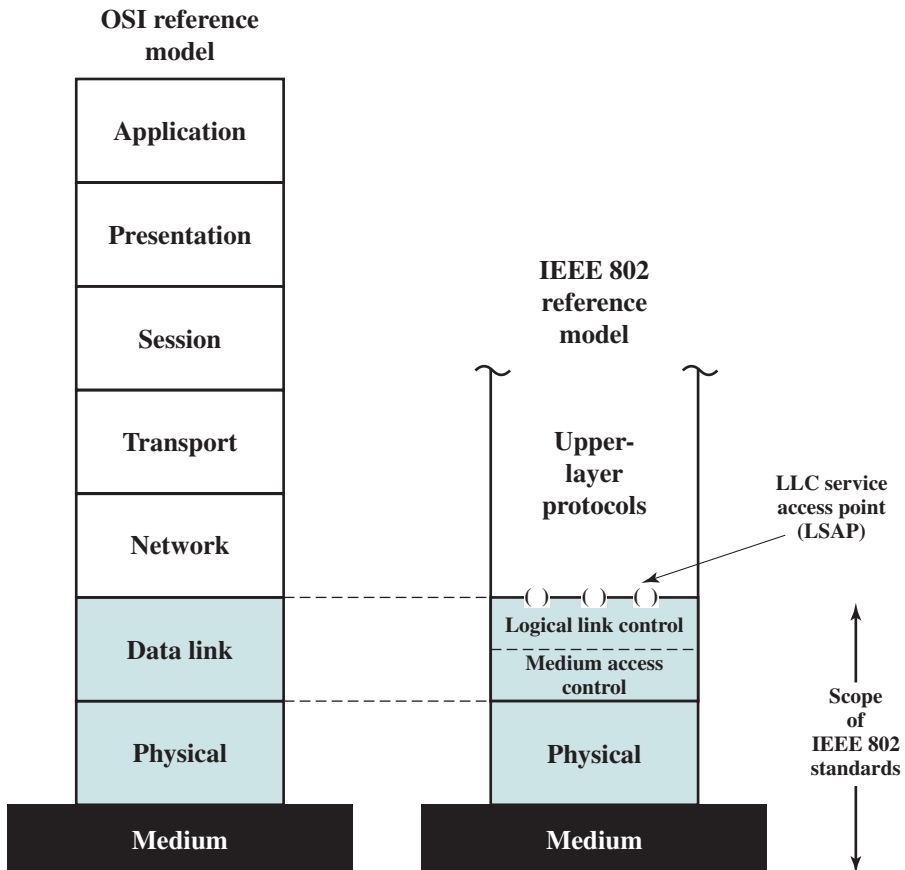 OSI reference
model
Application
Presentation
Session
Transport
Network
Data link
Physical
Medium
IEEE 802
reference
model
Upper-
layer
protocols
LLC service
access point
(LSAP)
( ) ( ) ( )
Logical link control
Medium access
control
Physical
Medium
Scope
of
IEEE 802
standards